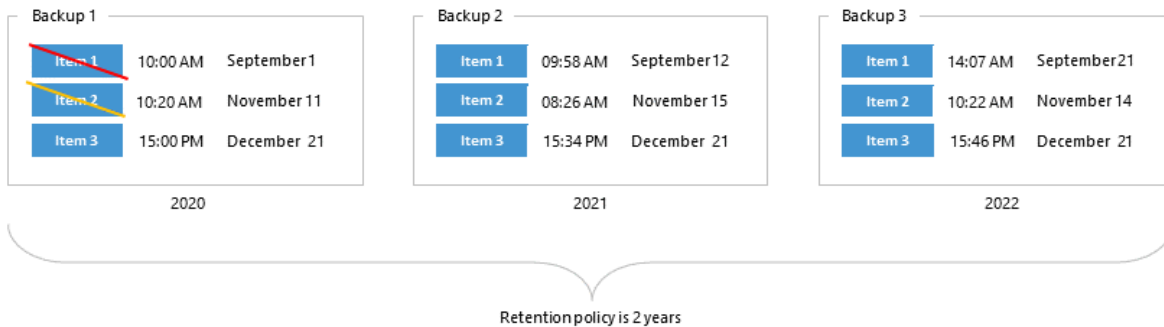 Backup 1
Item 1 10:00 AM September 1
Item 2 10:20 AM November 11
Item 3 15:00 PM December 21
2020
Backup 2
Item 1 09:58 AM September 12
Item 2 08:26 AM November 15
Item 3 15:34 PM December 21
2021
Backup 3
Item 1 14:07 AM September 21
Item 2 10:22 AM November 14
Item 3 15:46 PM December 21
2022
Retention policy is 2 years